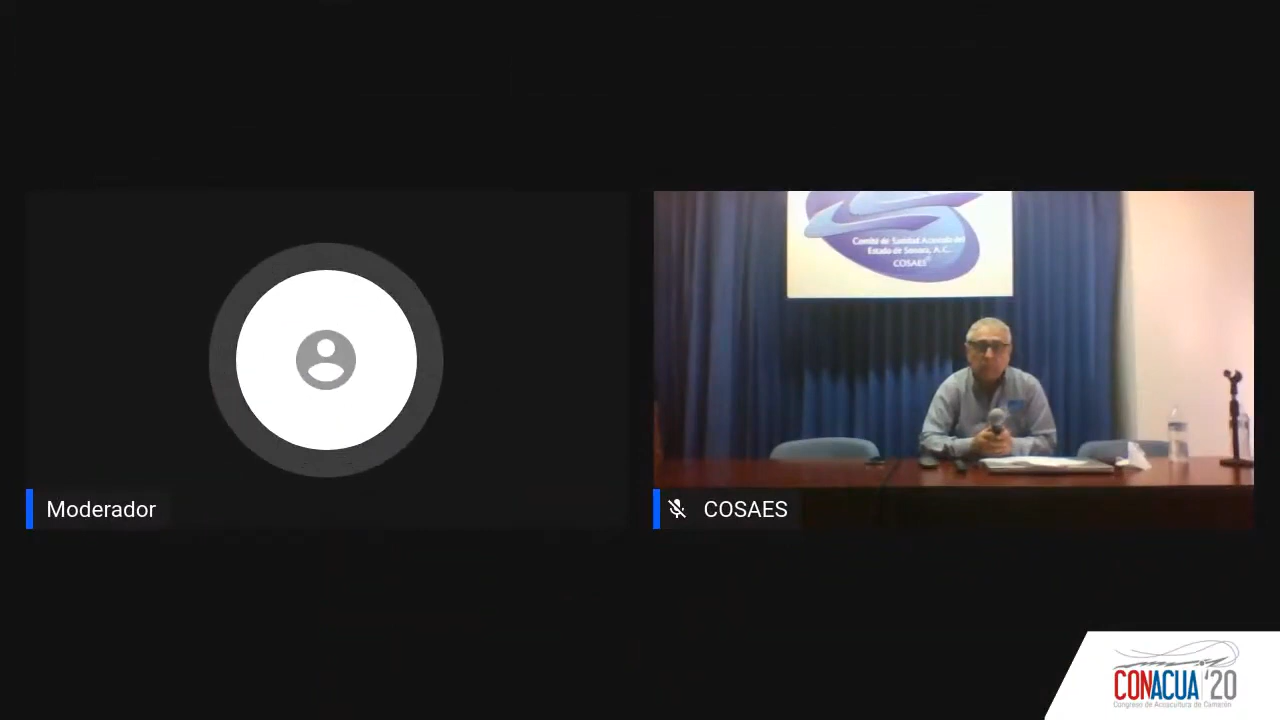 Comité de Sanidad Acuícola del
Estado de Sonora, A.C.
COSAES
Moderador
COSAES
CONACUA '20
Congreso de Acuacultura de Camarón